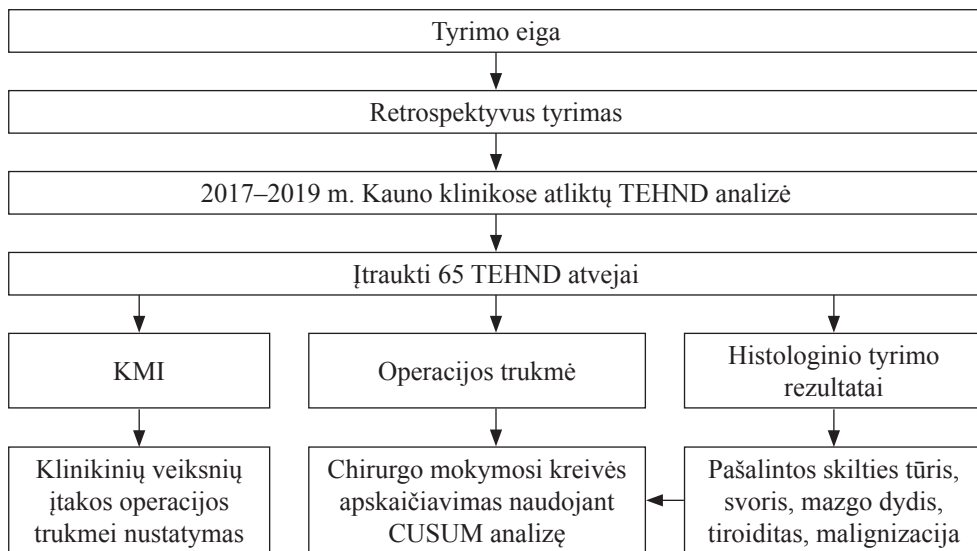 Tyrimo eiga
Retrospektyvus tyrimas
2017–2019 m. Kauno klinikose atliktų TEHND analizė
Įtraukti 65 TEHND atvejai
KMI
Operacijos trukmė
Histologinio tyrimo
rezultatai
Klinikinių veiksnių
įtakos operacijos
trukmei nustatymas
Chirurgo mokymosi kreivės
apskaičiavimas naudojant
CUSUM analizę
Pašalintos skilties tūris,
svoris, mazgo dydis,
tiroiditas, malignizacija